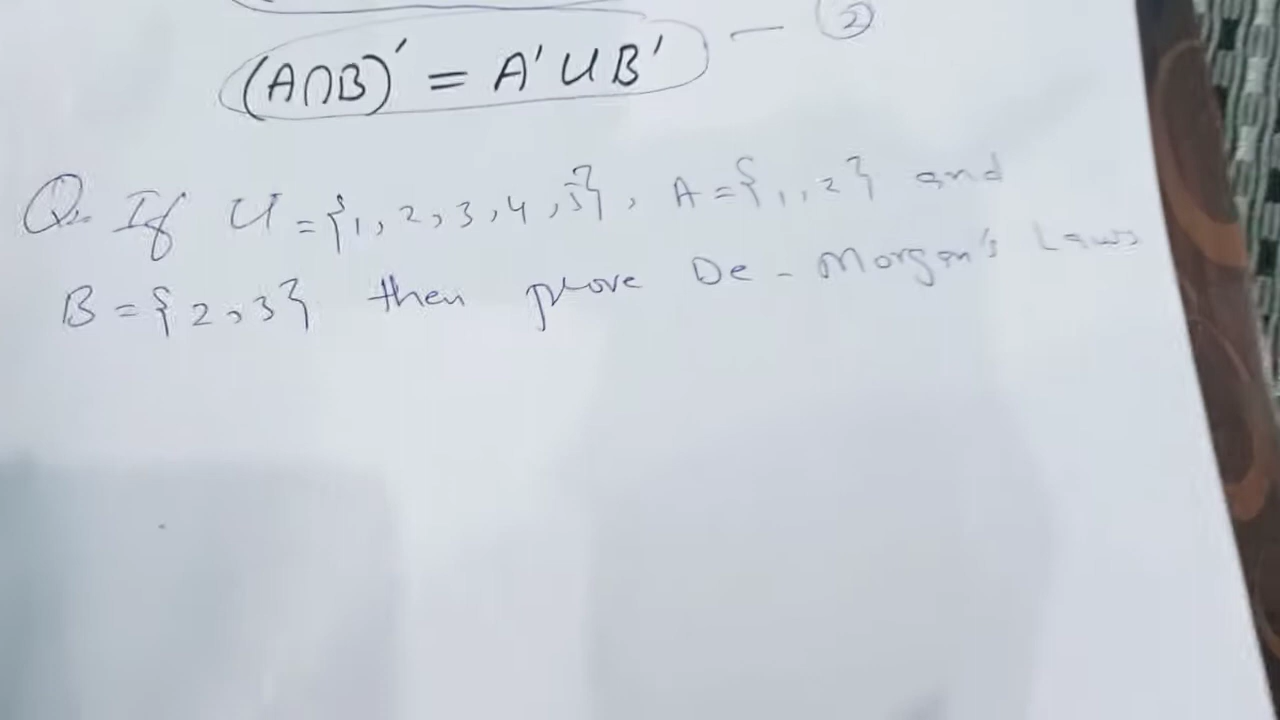 (A∩B)′ = A′ U B′ — ②
Q. If U = {1, 2, 3, 4, 5}, A = {1, 2} and
B = {2, 3} then prove De-Morgan's Laws